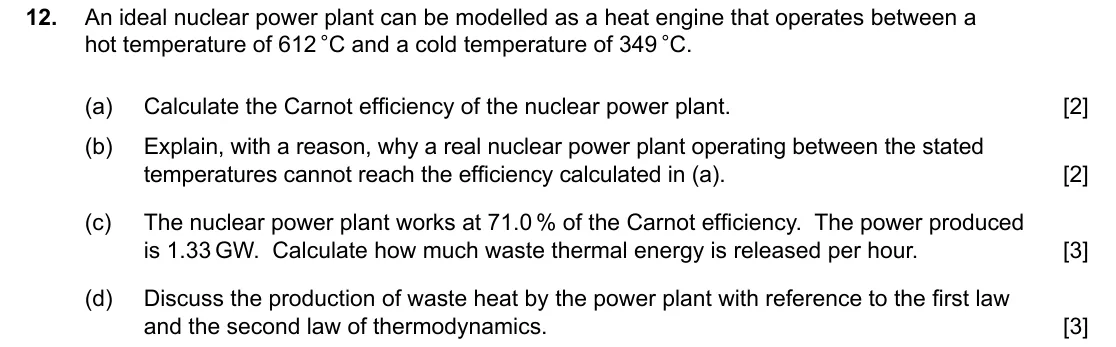 12. An ideal nuclear power plant can be modelled as a heat engine that operates between a
hot temperature of 612 °C and a cold temperature of 349 °C.
(a) Calculate the Carnot efficiency of the nuclear power plant. [2]
(b) Explain, with a reason, why a real nuclear power plant operating between the stated
temperatures cannot reach the efficiency calculated in (a). [2]
(c) The nuclear power plant works at 71.0 % of the Carnot efficiency. The power produced
is 1.33 GW. Calculate how much waste thermal energy is released per hour. [3]
(d) Discuss the production of waste heat by the power plant with reference to the first law
and the second law of thermodynamics. [3]